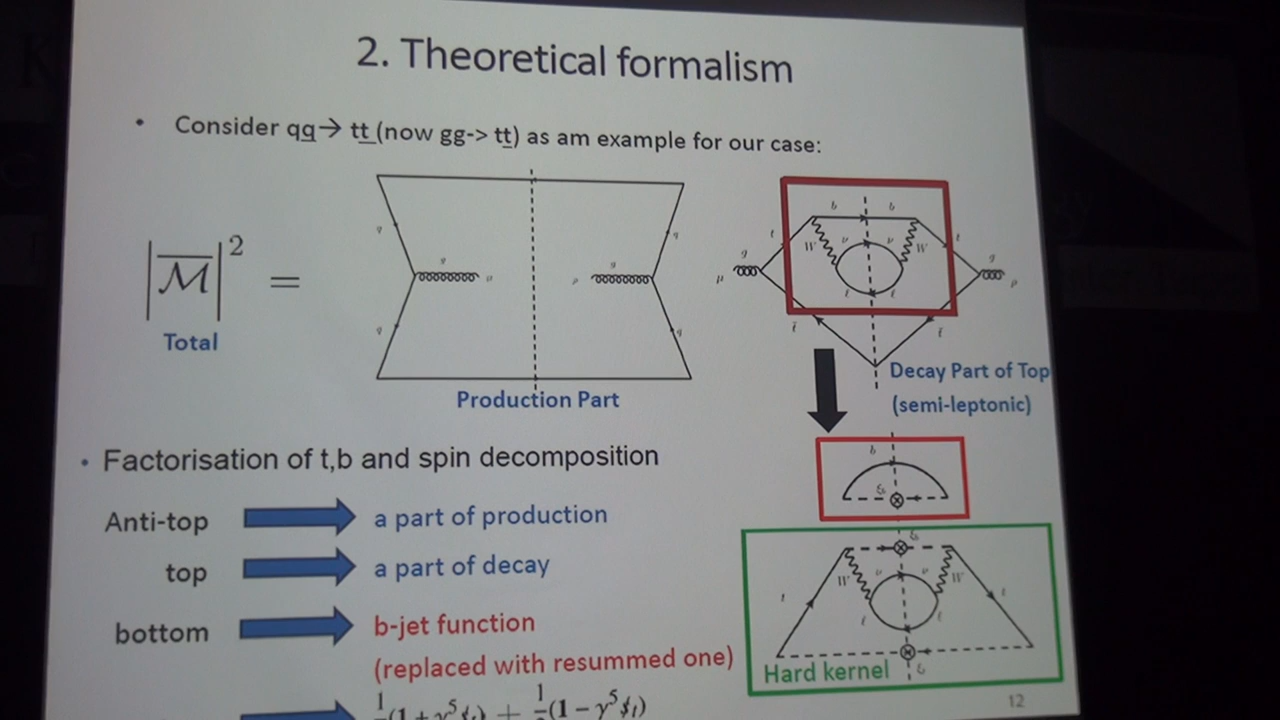 2. Theoretical formalism
• Consider qq→ tt (now gg-> tt) as am example for our case:
|M|² =
Total
Production Part
g
μ
g
ρ
q
q
q
q
b
b
t
t
W
W
ν
ν
ℓ
ℓ
g
μ
g
ρ
t̄
t̄
Decay Part of Top
(semi-leptonic)
• Factorisation of t,b and spin decomposition
Anti-top
a part of production
top
a part of decay
bottom
b-jet function
(replaced with resummed one)
b
W
W
ν
ν
ℓ
ℓ
t
t
Hard kernel
12